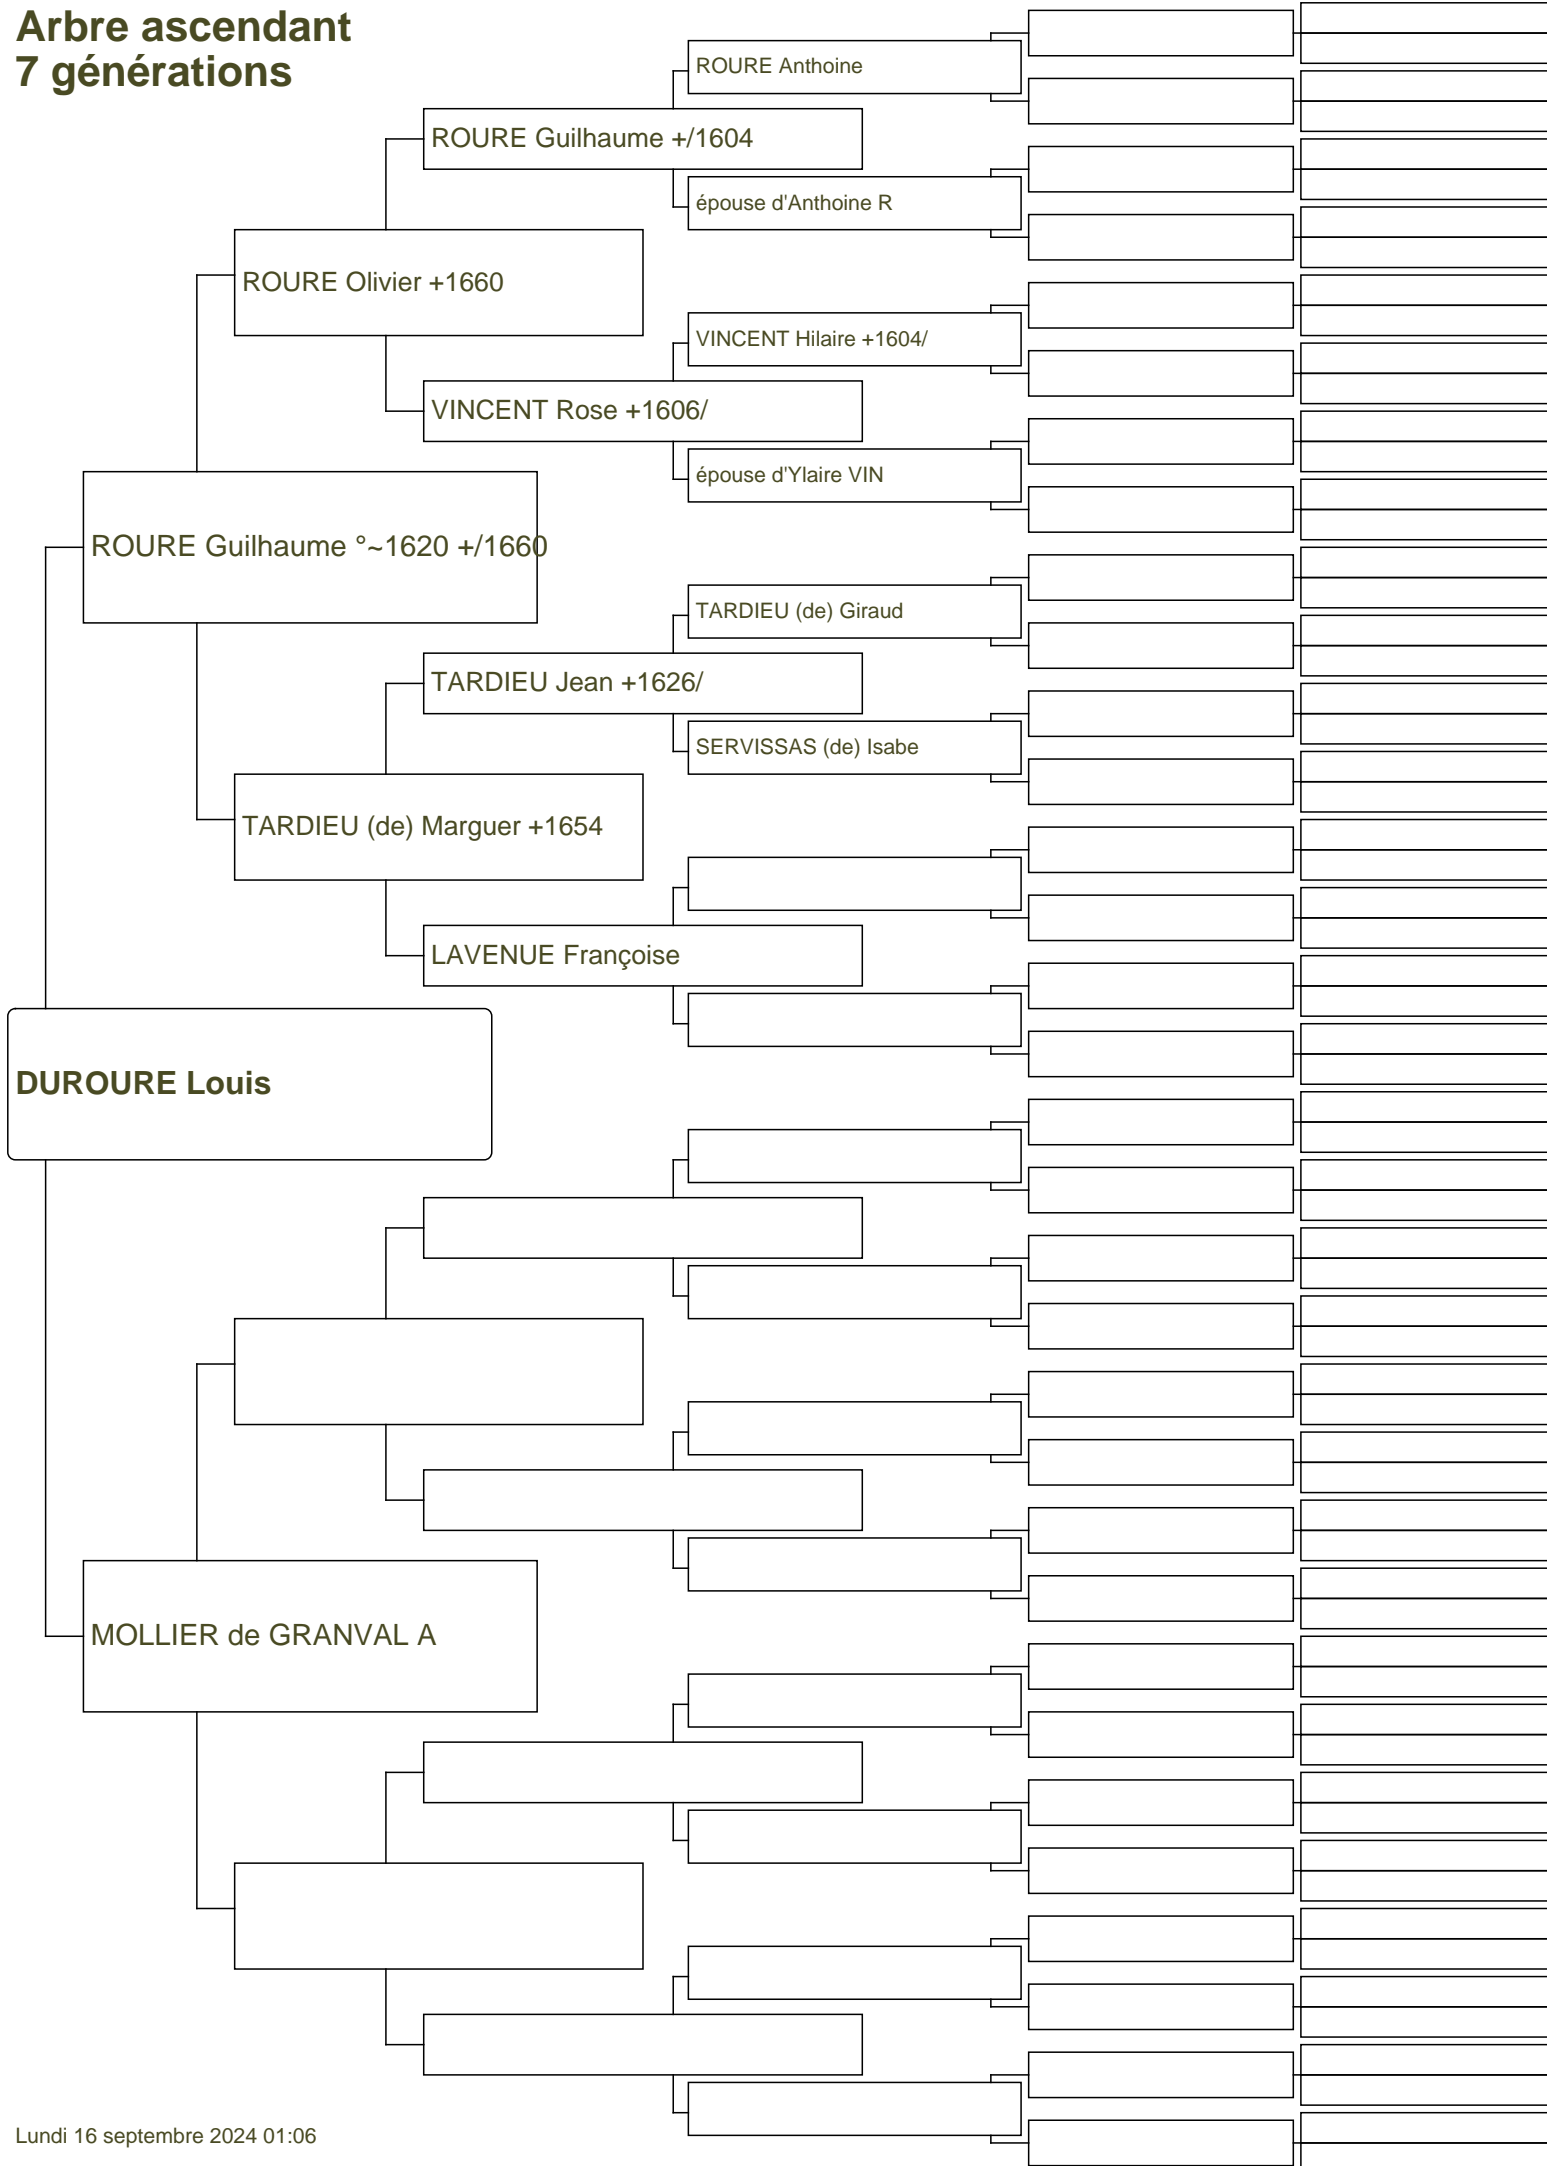 Arbre ascendant
7 générations
ROURE Anthoine
ROURE Guilhaume +/1604
épouse d'Anthoine R
ROURE Olivier +1660
VINCENT Hilaire +1604/
VINCENT Rose +1606/
épouse d'Ylaire VIN
ROURE Guilhaume °~1620 +/1660
TARDIEU (de) Giraud
TARDIEU Jean +1626/
SERVISSAS (de) Isabe
TARDIEU (de) Marguer +1654
LAVENUE Françoise
DUROURE Louis
MOLLIER de GRANVAL A
Lundi 16 septembre 2024 01:06